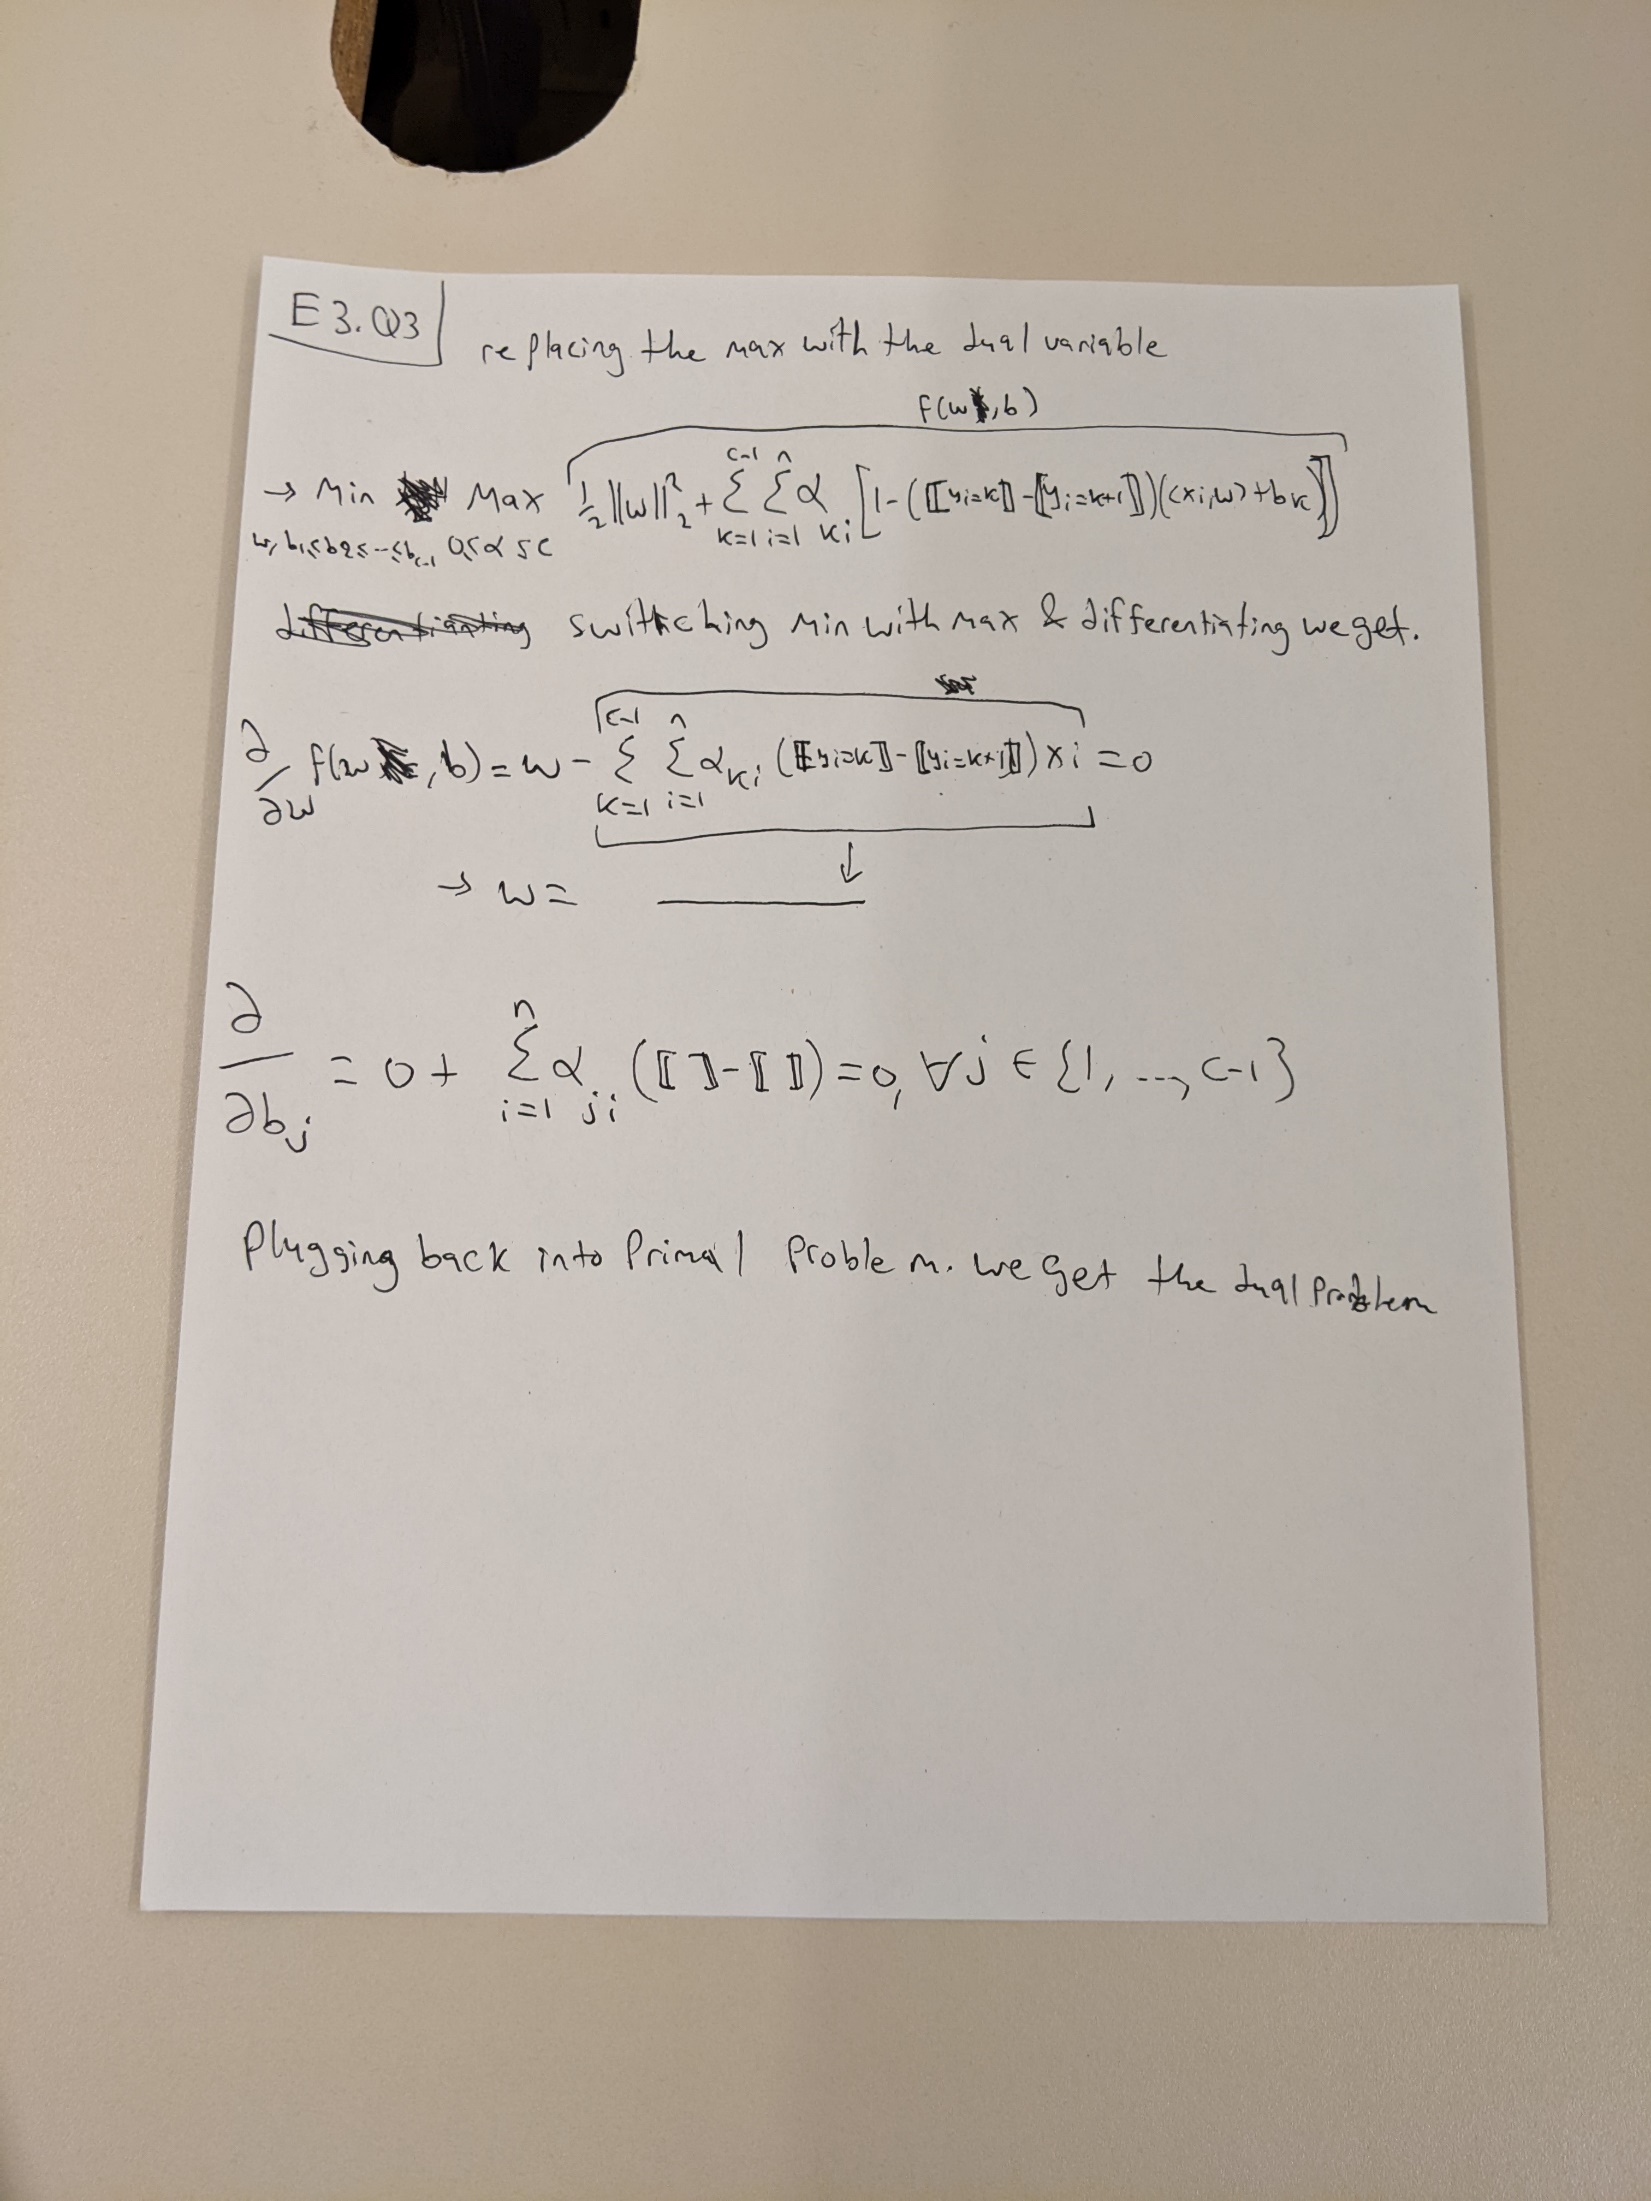 E3.Q3
replacing the max with the dual variable
f(w, b)
→ Min Max ½||w||²₂ + Σ Σ α [1-(⟦yi=k⟧-⟦yi=k+1⟧)(<xi,w>+bk)]
c-1 n
k=1 i=1 ki
w, b1≤b2≤---≤bc-1 0≤α≤C
switching Min with max & differentiating we get.
∂/∂w f(w, b) = w - Σ Σ αki (⟦yi=k⟧-⟦yi=k+1⟧) xi = 0
c-1 n
k=1 i=1
→ w =
∂/∂bj = 0 + Σ α (⟦ ⟧-⟦ ⟧) = 0, ∀j ∈ {1, ..., c-1}
n
i=1 ji
Plugging back into Primal Problem. we get the dual Problem